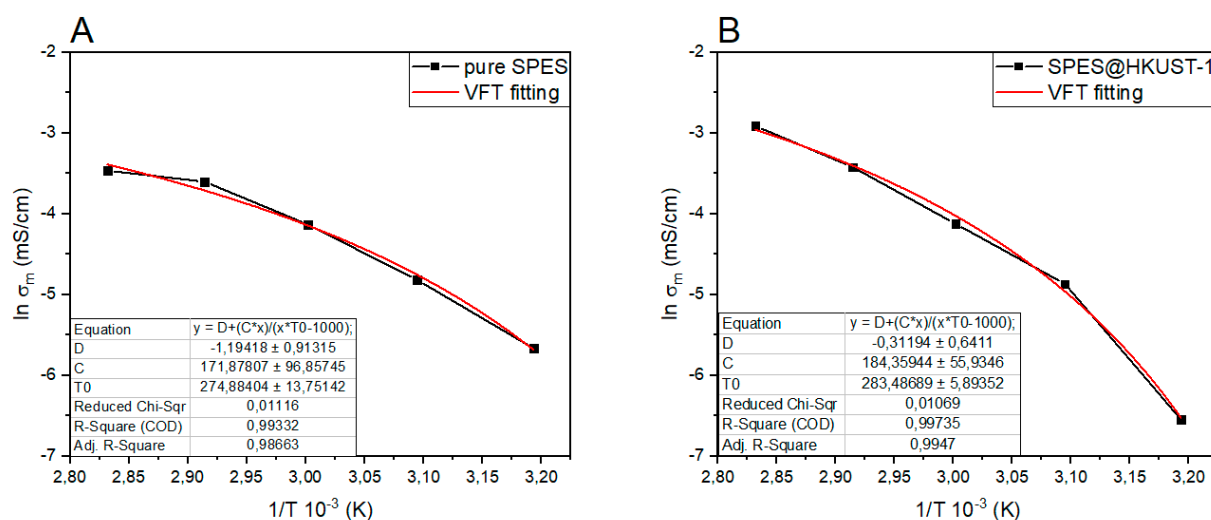 A
pure SPES
VFT fitting
-2
-3
-4
-5
-6
-7
ln σm (mS/cm)
Equation y = D+(C*x)/(x*T0-1000);
D -1,19418 ± 0,91315
C 171,87807 ± 96,85745
T0 274,88404 ± 13,75142
Reduced Chi-Sqr 0,01116
R-Square (COD) 0,99332
Adj. R-Square 0,98663
2,80 2,85 2,90 2,95 3,00 3,05 3,10 3,15 3,20
1/T 10-3 (K)
B
SPES@HKUST-1
VFT fitting
-2
-3
-4
-5
-6
-7
ln σm (mS/cm)
Equation y = D+(C*x)/(x*T0-1000);
D -0,31194 ± 0,6411
C 184,35944 ± 55,9346
T0 283,48689 ± 5,89352
Reduced Chi-Sqr 0,01069
R-Square (COD) 0,99735
Adj. R-Square 0,9947
2,80 2,85 2,90 2,95 3,00 3,05 3,10 3,15 3,20
1/T 10-3 (K)